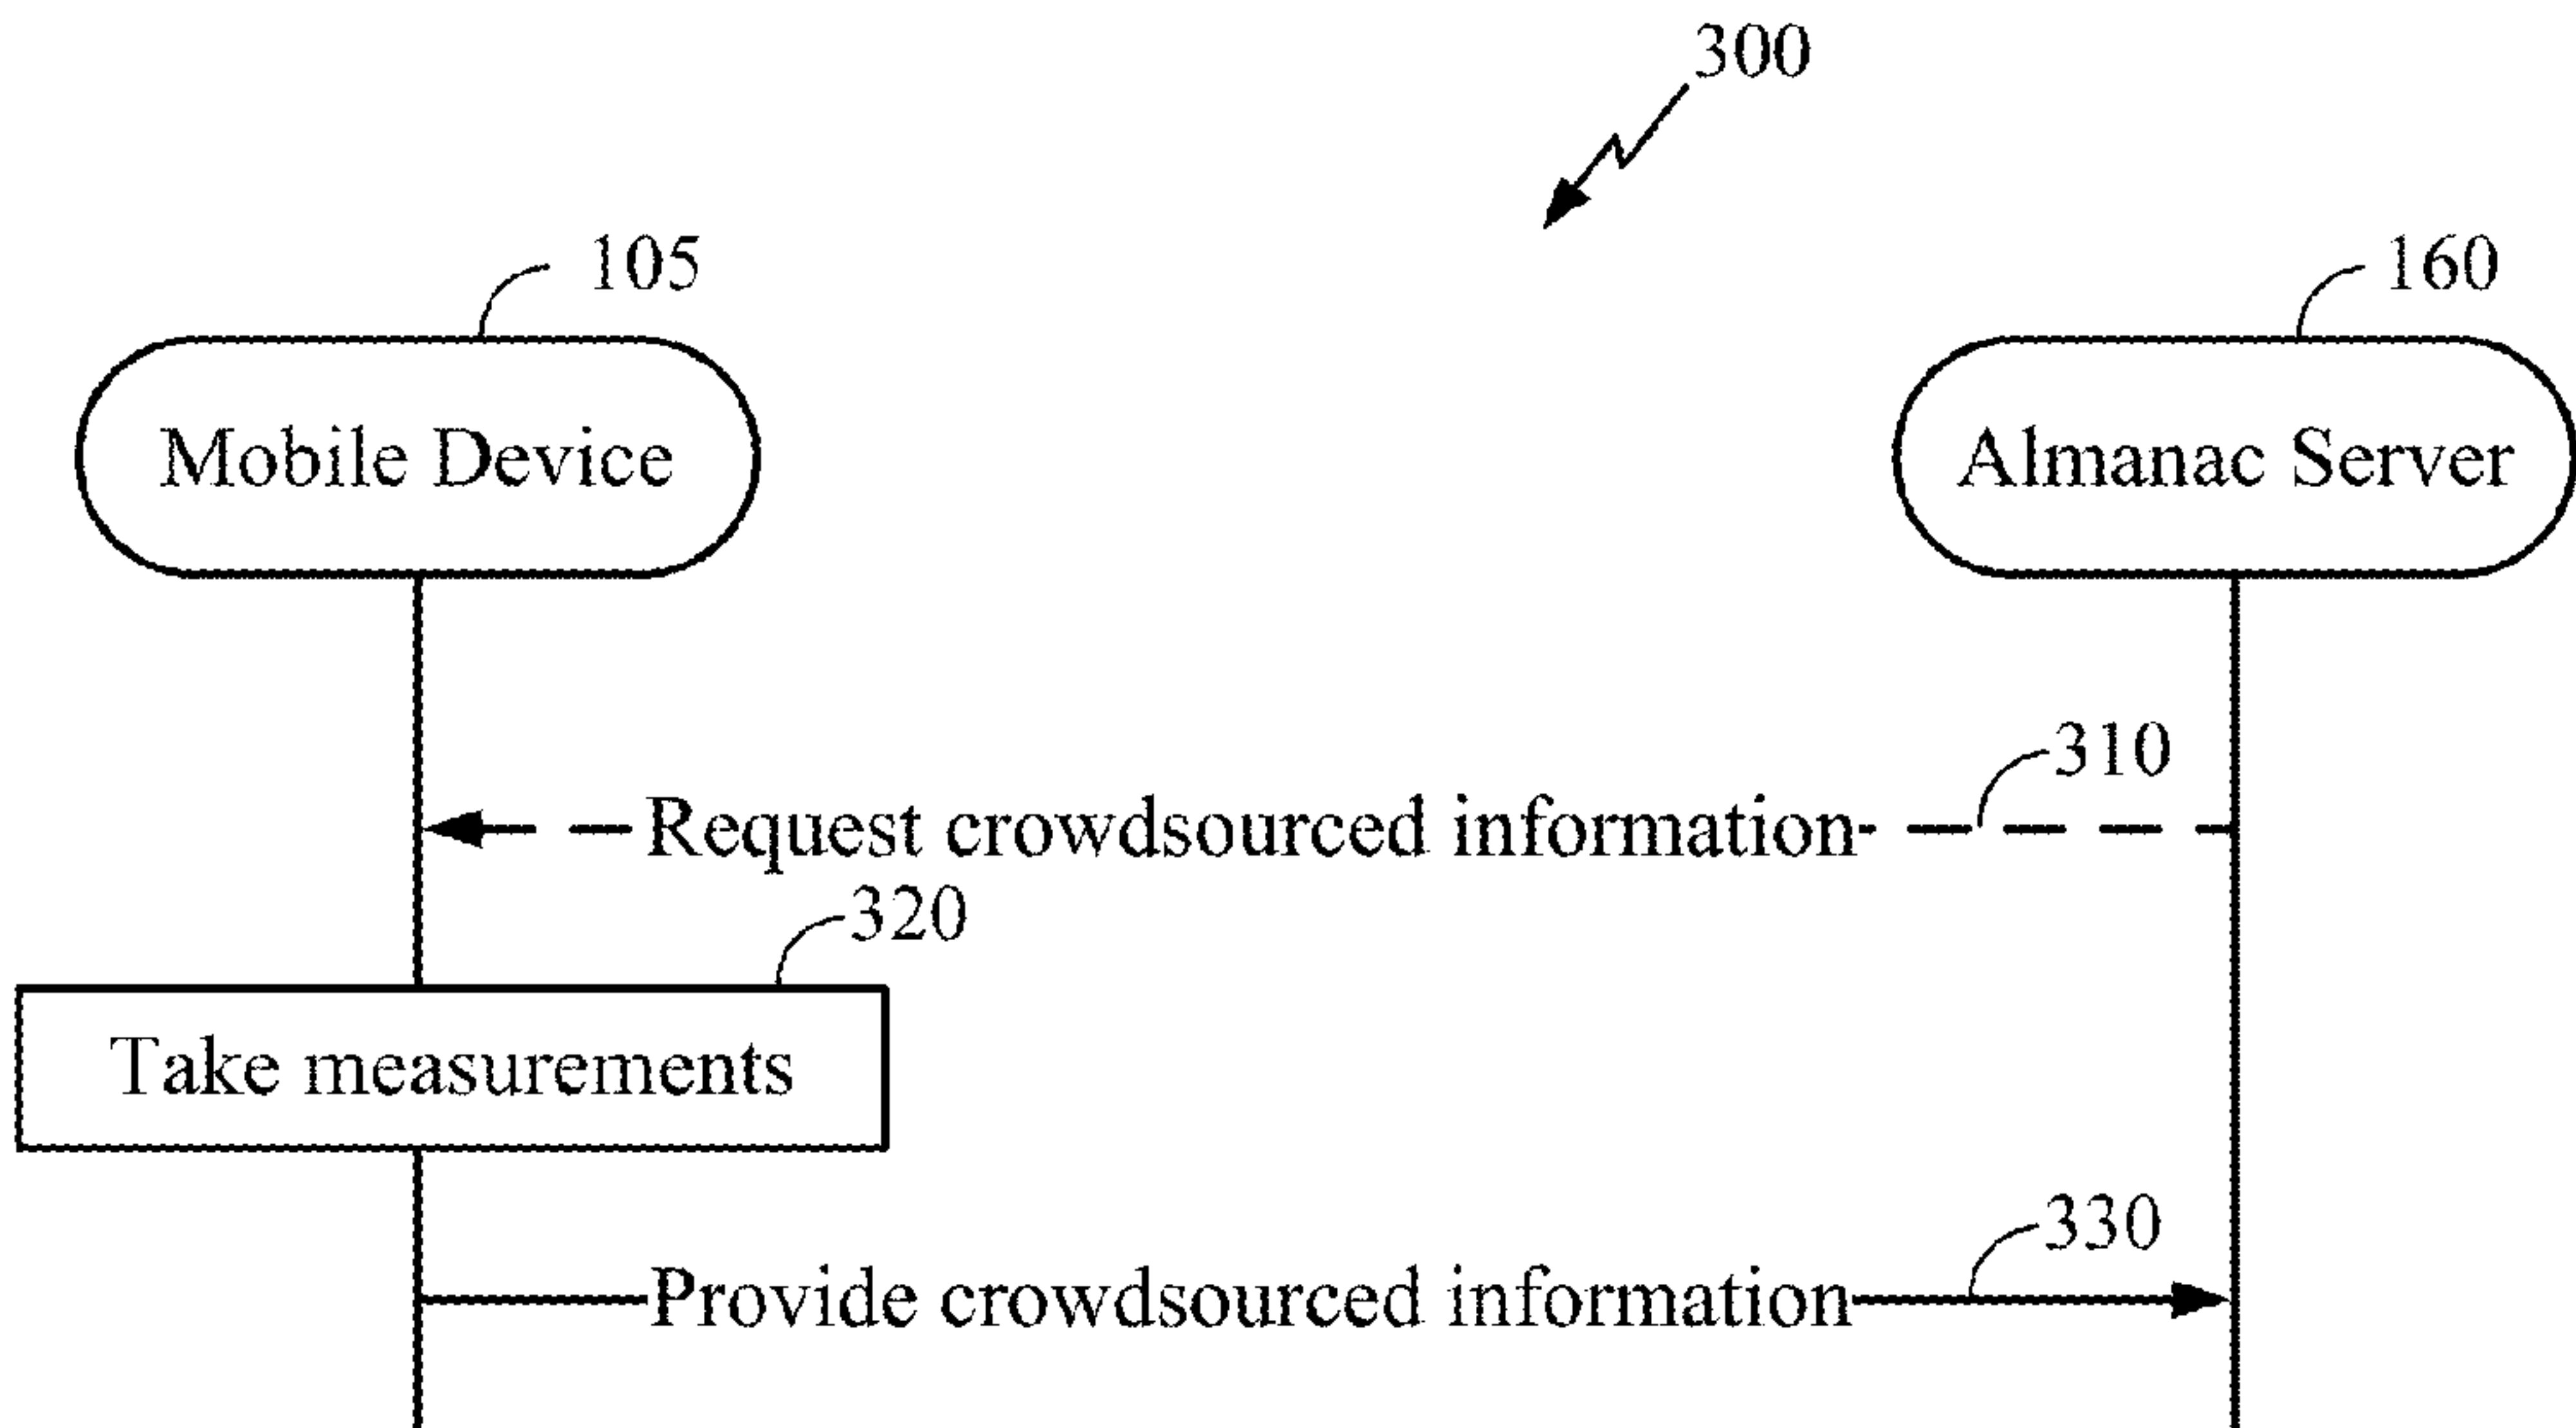 300
105
160
Mobile Device
Almanac Server
310
Request crowdsourced information
320
Take measurements
330
Provide crowdsourced information